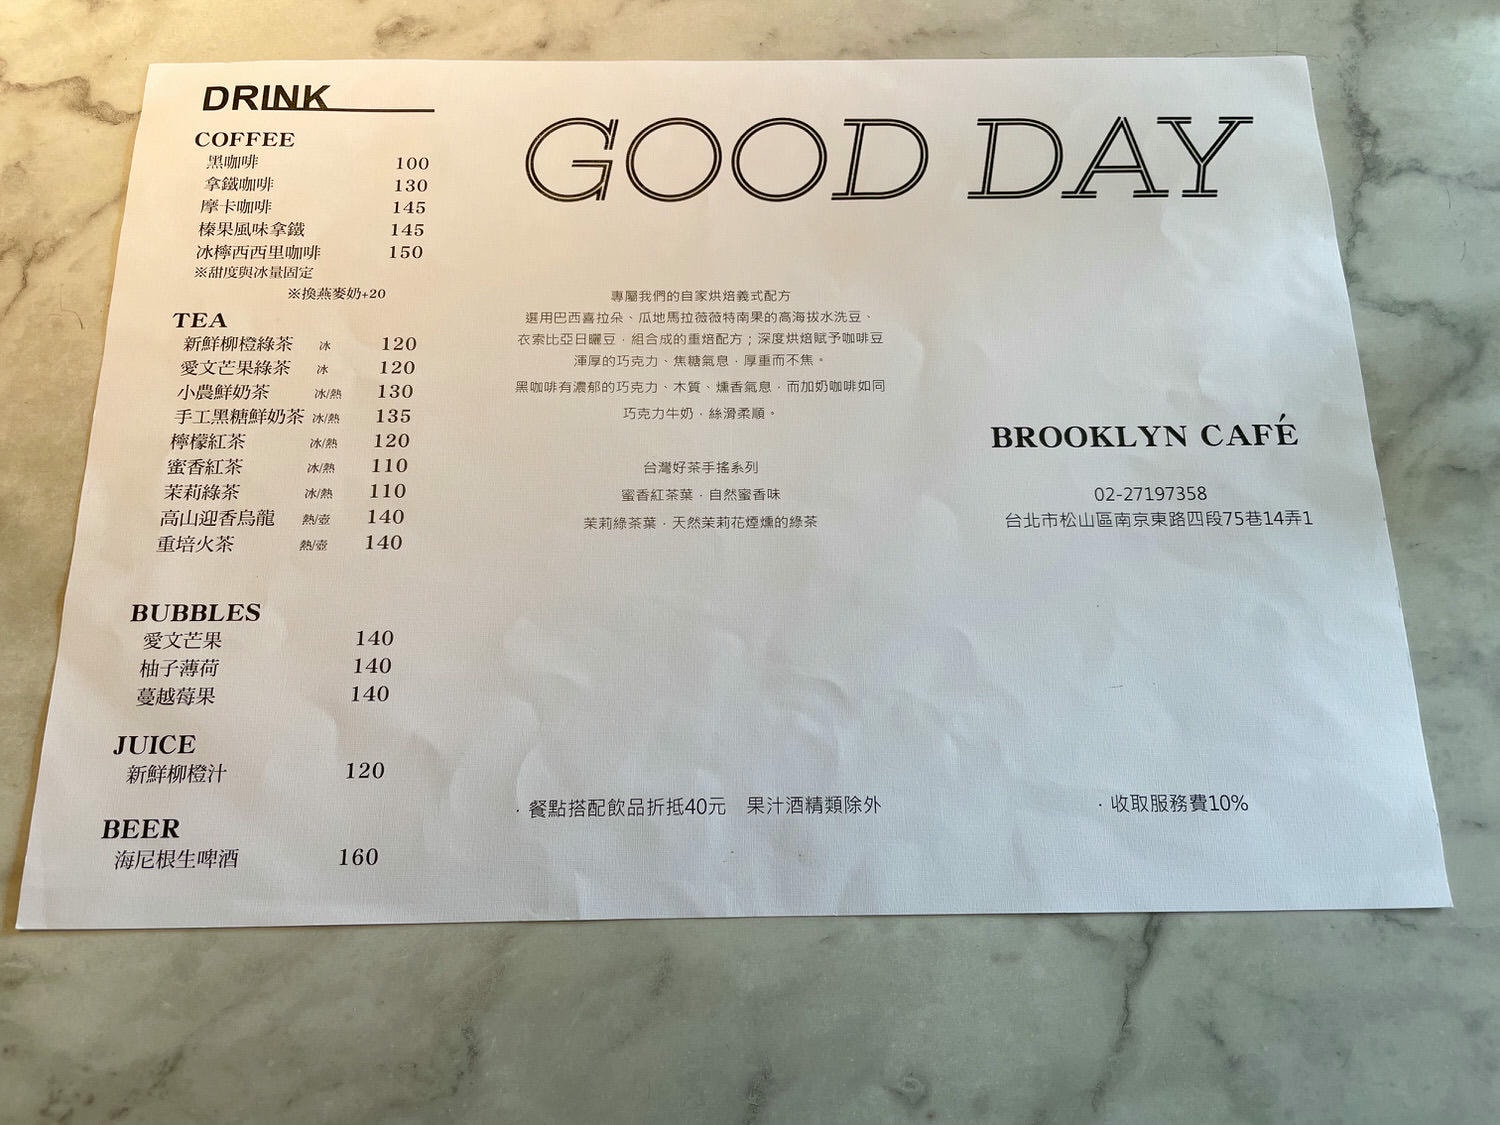 DRINK
COFFEE
黑咖啡 100
拿鐵咖啡 130
摩卡咖啡 145
榛果風味拿鐵 145
冰檸西西里咖啡 150
※甜度與冰量固定
※換燕麥奶+20
TEA
新鮮柳橙綠茶 冰 120
愛文芒果綠茶 冰 120
小農鮮奶茶 冰/熱 130
手工黑糖鮮奶茶 冰/熱 135
檸檬紅茶 冰/熱 120
蜜香紅茶 冰/熱 110
茉莉綠茶 冰/熱 110
高山迎香烏龍 熱/壺 140
重培火茶 熱/壺 140
BUBBLES
愛文芒果 140
柚子薄荷 140
蔓越莓果 140
JUICE
新鮮柳橙汁 120
BEER
海尼根生啤酒 160
GOOD DAY
專屬我們的自家烘焙義式配方
選用巴西喜拉朵、瓜地馬拉薇薇特南果的高海拔水洗豆、
衣索比亞日曬豆，組合成的重焙配方；深度烘焙賦予咖啡豆
渾厚的巧克力、焦糖氣息，厚重而不焦。
黑咖啡有濃郁的巧克力、木質、燻香氣息，而加奶咖啡如同
巧克力牛奶，絲滑柔順。
台灣好茶手搖系列
蜜香紅茶葉，自然蜜香味
茉莉綠茶葉，天然茉莉花煙燻的綠茶
BROOKLYN CAFÉ
02-27197358
台北市松山區南京東路四段75巷14弄1
· 餐點搭配飲品折抵40元 果汁酒精類除外
· 收取服務費10%